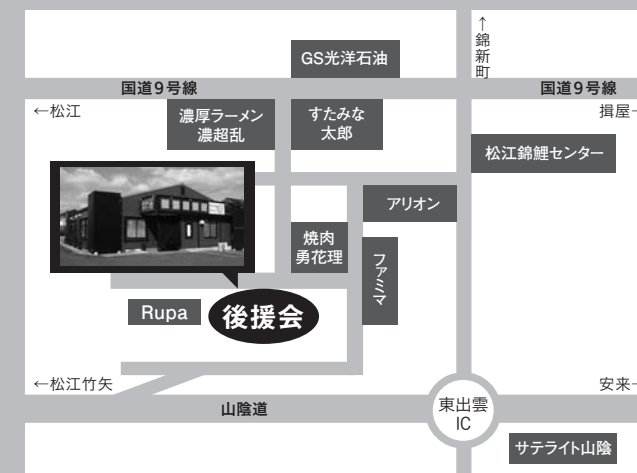 GS光洋石油
↑錦新町
国道9号線
国道9号線
←松江
揖屋
濃厚ラーメン
濃超乱
すたみな
太郎
松江錦鯉センター
アリオン
焼肉
勇花理
ファミマ
Rupa
後援会
←松江竹矢
安来
山陰道
東出雲
IC
サテライト山陰